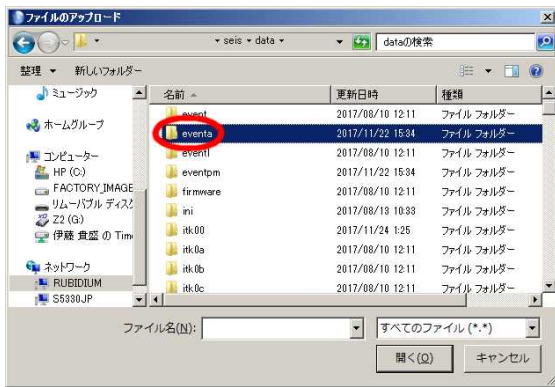 ファイルのアップロード
▾ seis ▾ data ▾
dataの検索
整理 ▾ 新しいフォルダー
名前
更新日時
種類
ミュージック
ホームグループ
コンピューター
HP (C:)
FACTORY_IMAGE
リムーバブル ディスク
Z2 (G:)
伊藤 貴盛 の Tim
ネットワーク
RUBIDIUM
S5330JP
event 2017/08/10 12:11 ファイル フォルダー
eventa 2017/11/22 15:34 ファイル フォルダー
eventl 2017/08/10 12:11 ファイル フォルダー
eventpm 2017/11/22 15:34 ファイル フォルダー
firmware 2017/08/10 12:11 ファイル フォルダー
ini 2017/08/13 10:33 ファイル フォルダー
itk00 2017/11/24 1:25 ファイル フォルダー
itk0a 2017/08/10 12:11 ファイル フォルダー
itk0b 2017/08/10 12:11 ファイル フォルダー
itk0c 2017/08/10 12:11 ファイル フォルダー
ファイル名(N):
すべてのファイル (*.*)
開く(O)
キャンセル